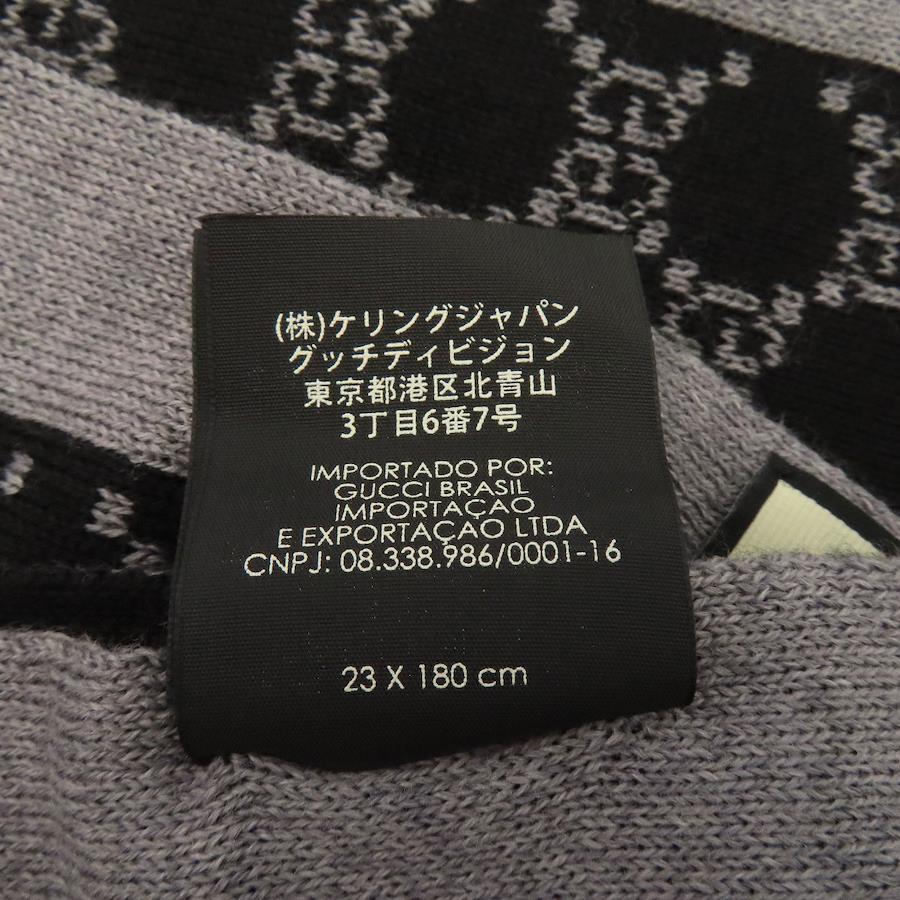 (株)ケリングジャパン
グッチディビジョン
東京都港区北青山
3丁目6番7号
IMPORTADO POR:
GUCCI BRASIL
IMPORTAÇAO
E EXPORTAÇAO LTDA
CNPJ: 08.338.986/0001-16
23 X 180 cm